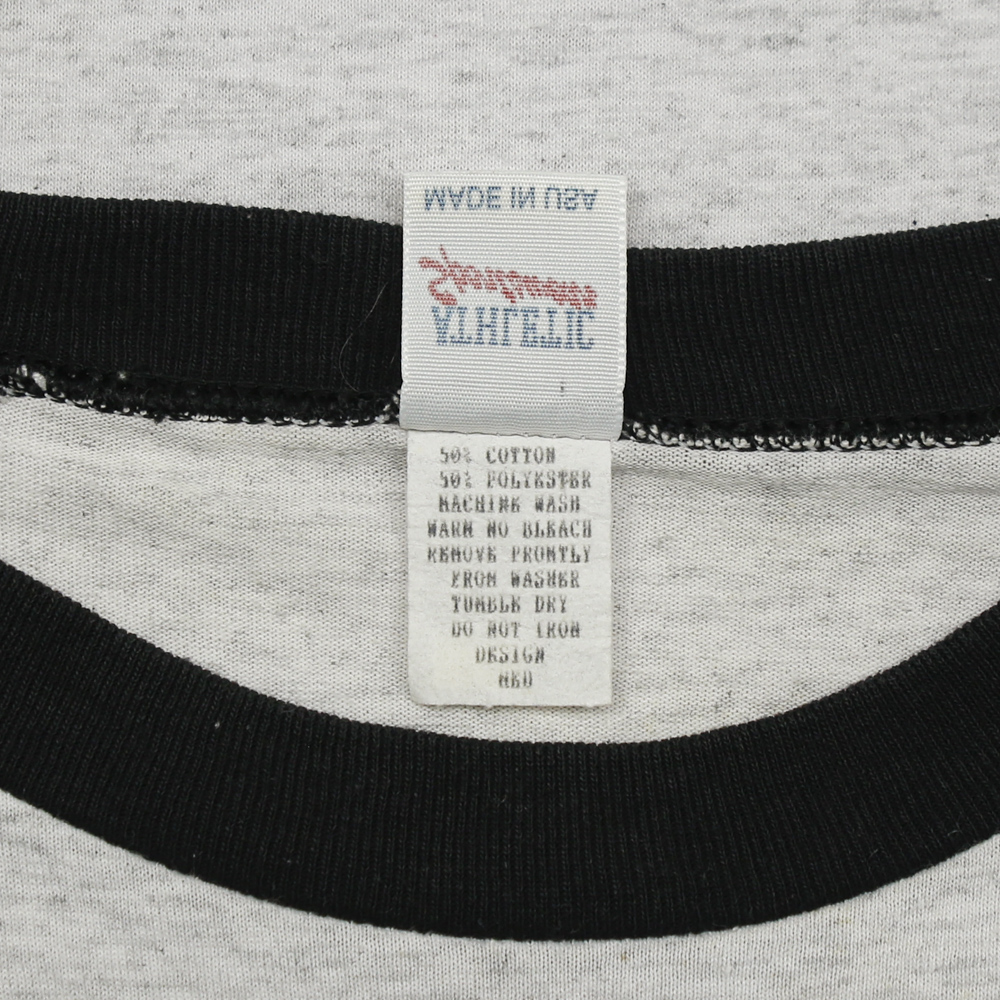 ATHLETIC
MADE IN USA
50% COTTON
50% POLYESTER
MACHINE WASH
WARM NO BLEACH
REMOVE PROMTLY
FROM WASHER
TUMBLE DRY
DO NOT IRON
DESIGN
MED